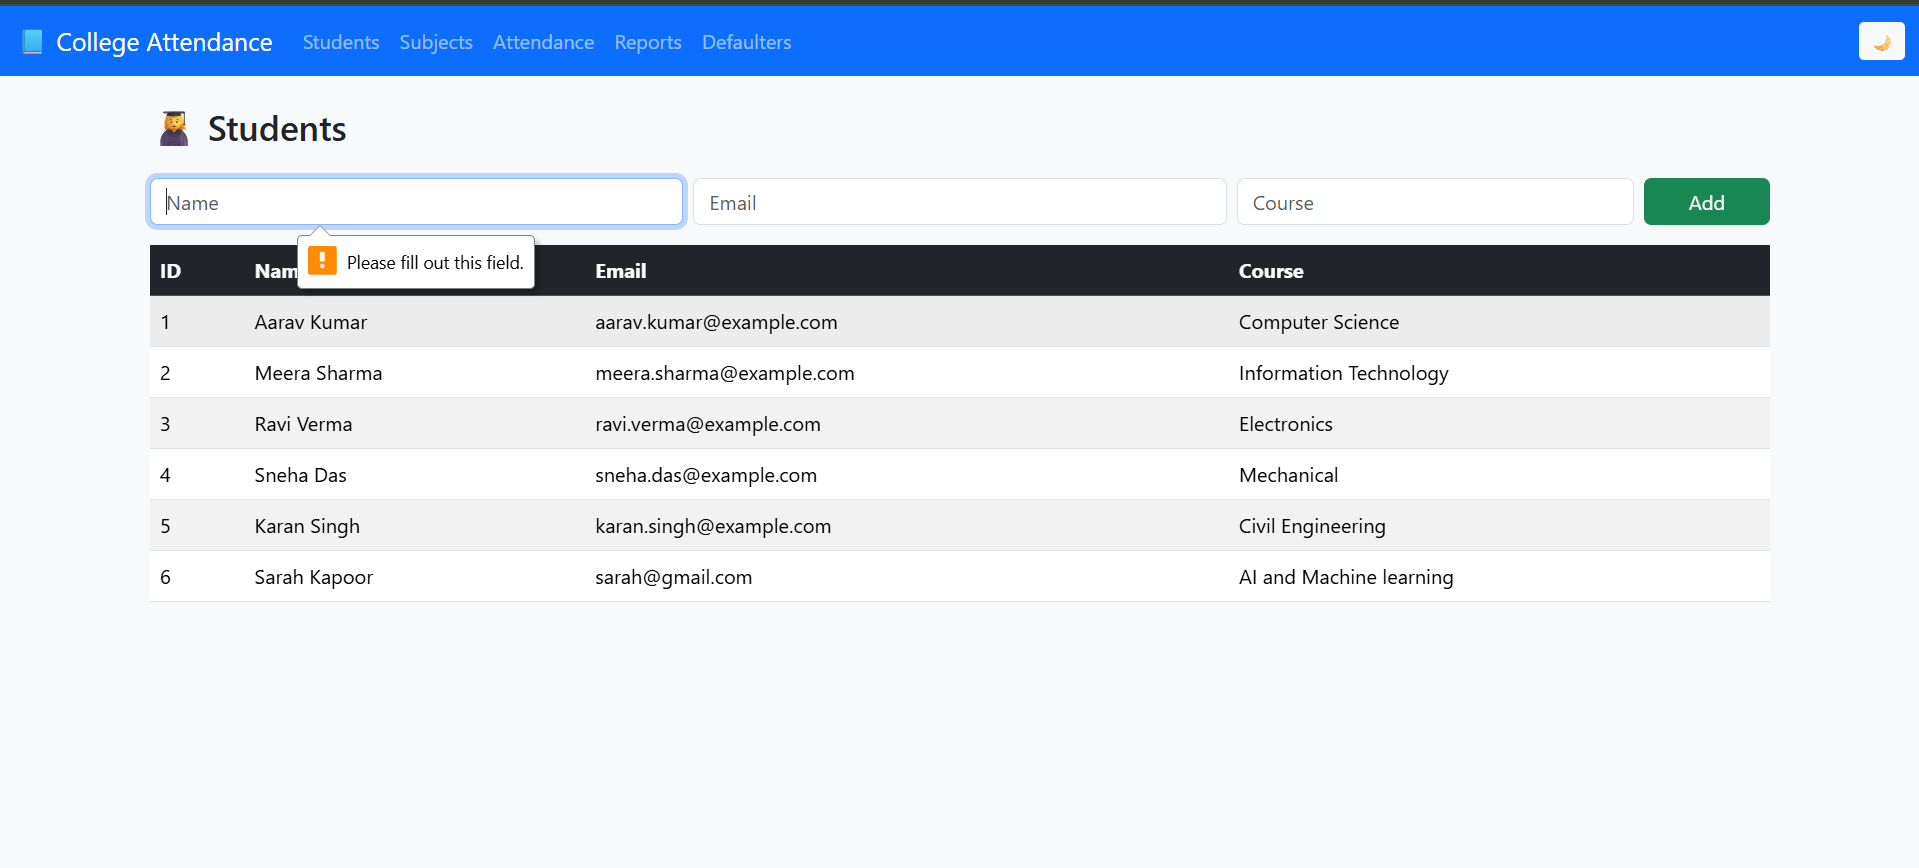 College Attendance Students Subjects Attendance Reports Defaulters
Students
Name Email Course Add
Please fill out this field.
ID Nam Email Course
1 Aarav Kumar aarav.kumar@example.com Computer Science
2 Meera Sharma meera.sharma@example.com Information Technology
3 Ravi Verma ravi.verma@example.com Electronics
4 Sneha Das sneha.das@example.com Mechanical
5 Karan Singh karan.singh@example.com Civil Engineering
6 Sarah Kapoor sarah@gmail.com AI and Machine learning